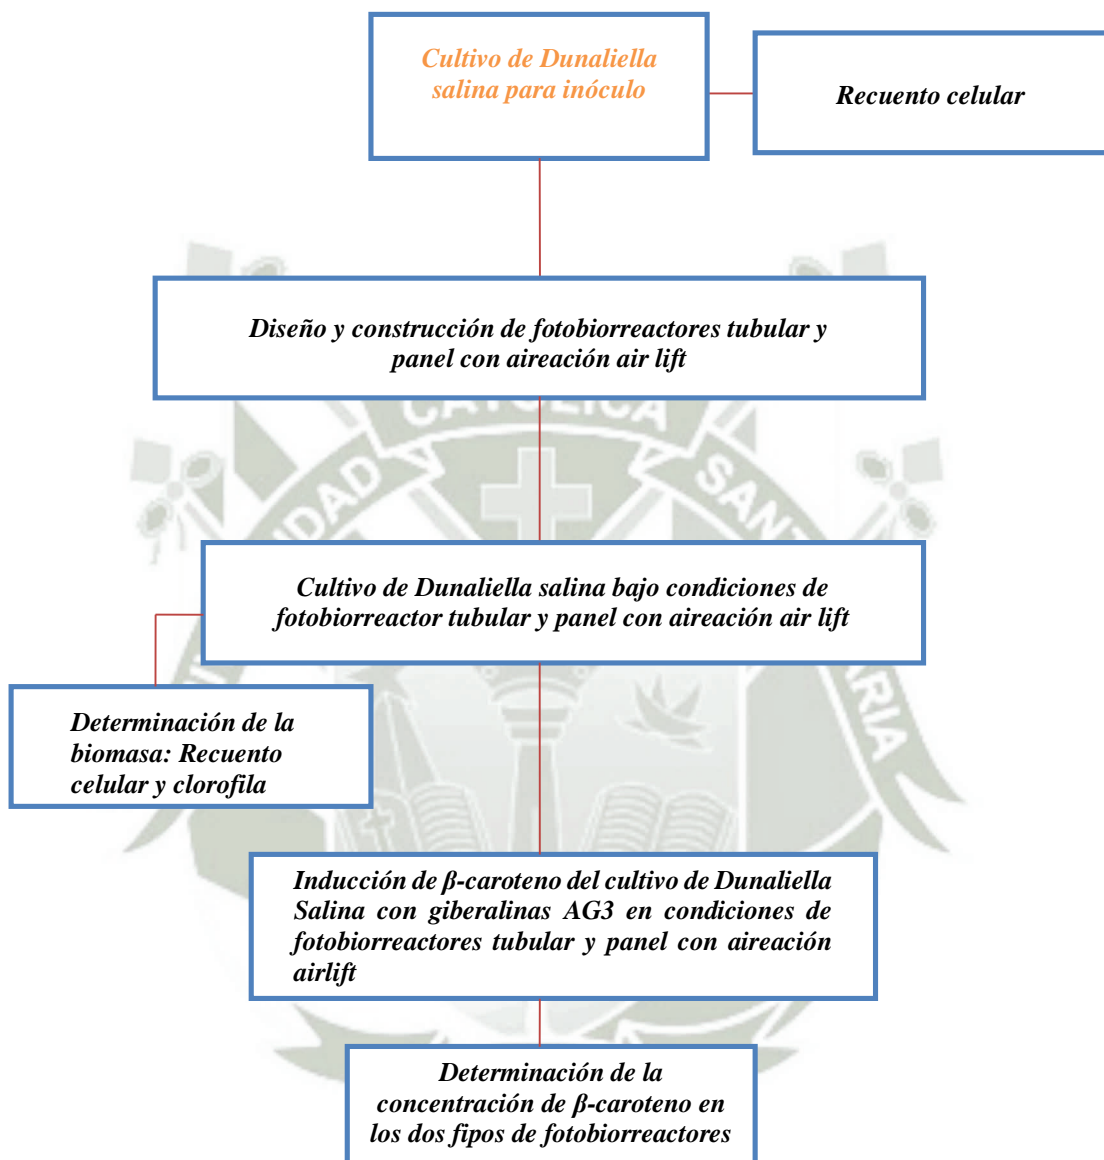 Cultivo de Dunaliella
salina para inóculo
Recuento celular
Diseño y construcción de fotobiorreactores tubular y
panel con aireación air lift
CATOLICA
SANTA
Cultivo de Dunaliella salina bajo condiciones de
fotobiorreactor tubular y panel con aireación air lift
ARIA
Determinación de la
biomasa: Recuento
celular y clorofila
Inducción de β-caroteno del cultivo de Dunaliella
Salina con giberalinas AG3 en condiciones de
fotobiorreactores tubular y panel con aireación
airlift
Determinación de la
concentración de β-caroteno en
los dos fipos de fotobiorreactores